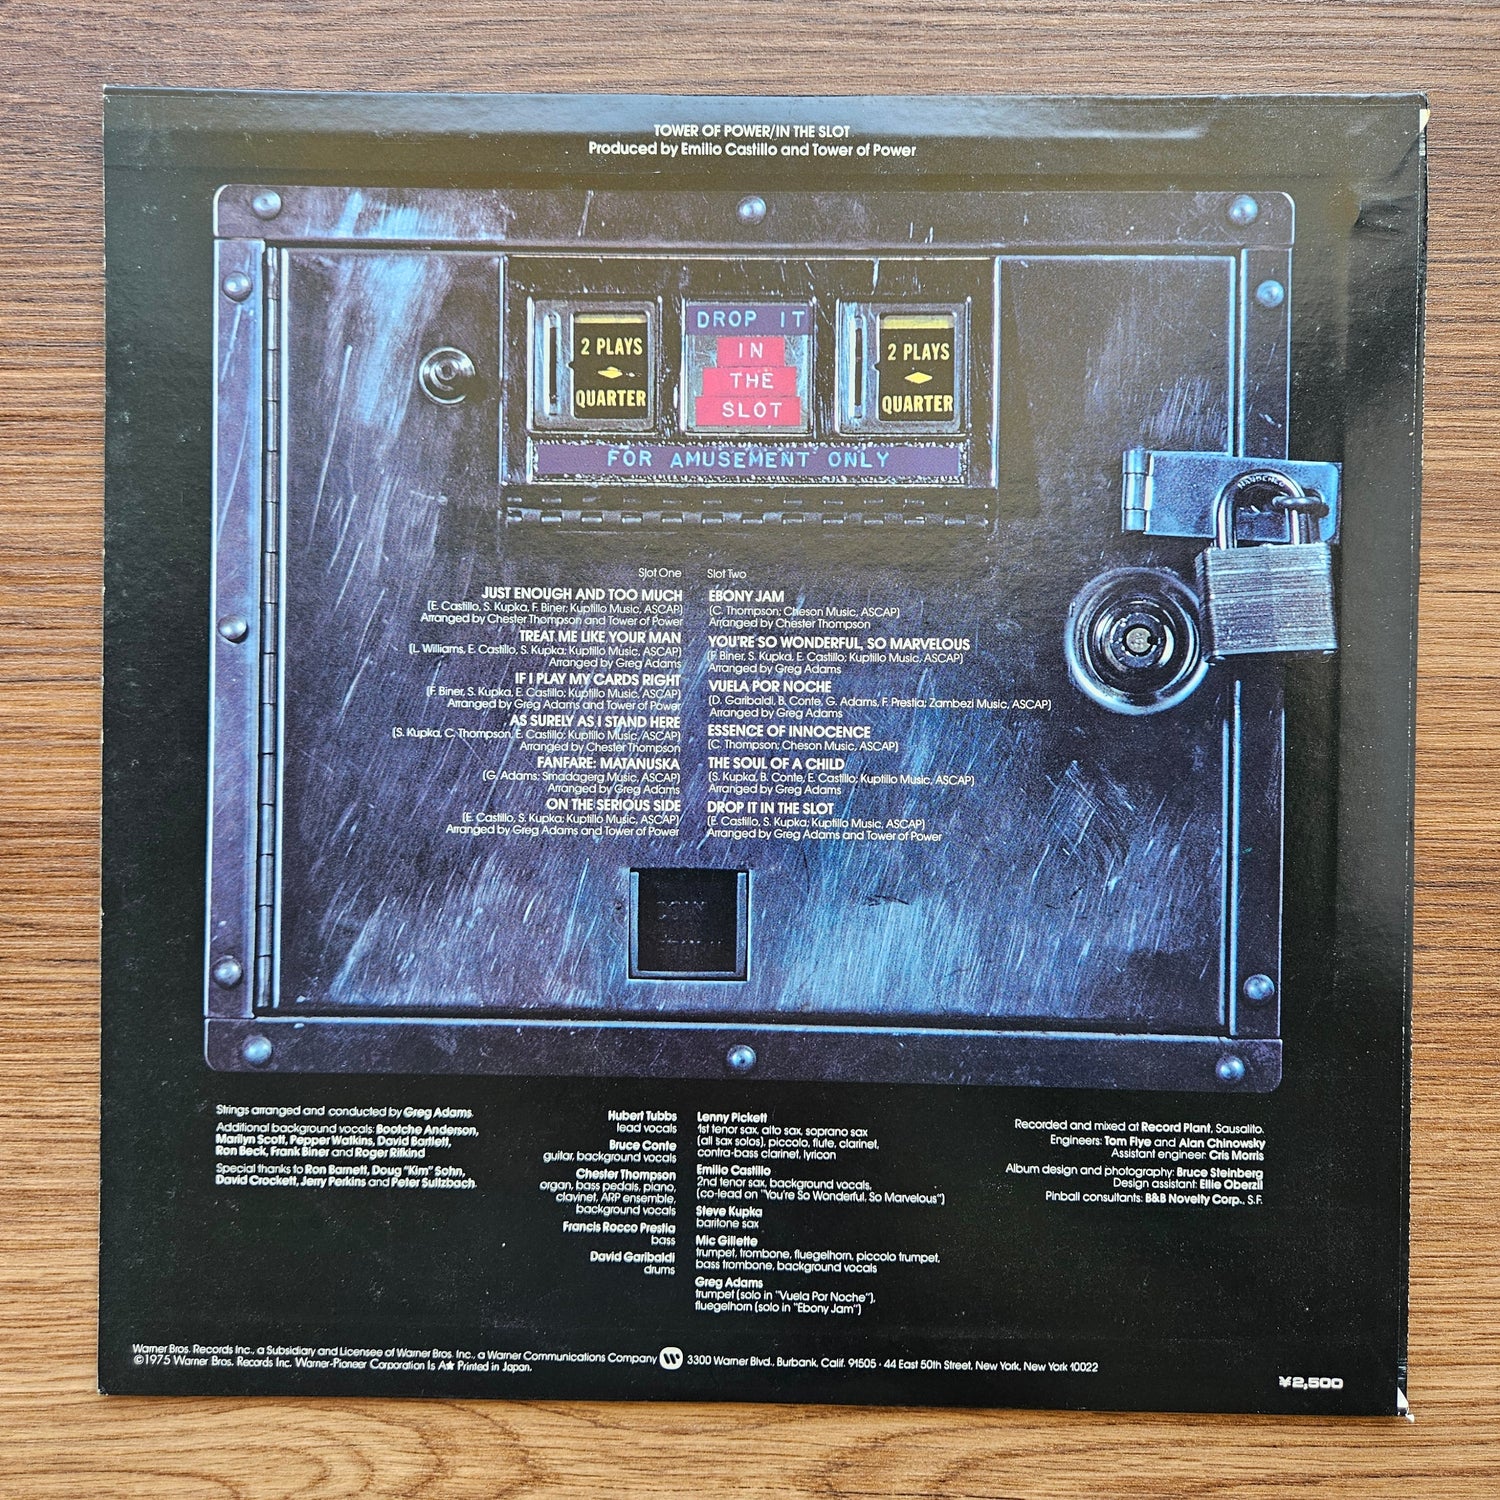 TOWER OF POWER/IN THE SLOT
Produced by Emilio Castillo and Tower of Power
2 PLAYS
QUARTER
DROP IT
IN
THE
SLOT
2 PLAYS
QUARTER
FOR AMUSEMENT ONLY
Slot One
JUST ENOUGH AND TOO MUCH
(E. Castillo, S. Kupka, F. Biner; Kuptillo Music, ASCAP)
Arranged by Chester Thompson and Tower of Power
TREAT ME LIKE YOUR MAN
(L. Williams, E. Castillo, S. Kupka; Kuptillo Music, ASCAP)
Arranged by Greg Adams
IF I PLAY MY CARDS RIGHT
(F. Biner, S. Kupka, E. Castillo; Kuptillo Music, ASCAP)
Arranged by Greg Adams and Tower of Power
AS SURELY AS I STAND HERE
(S. Kupka, C. Thompson, E. Castillo; Kuptillo Music, ASCAP)
Arranged by Chester Thompson
FANFARE: MATANUSKA
(G. Adams; Smadagerg Music, ASCAP)
Arranged by Greg Adams
ON THE SERIOUS SIDE
(E. Castillo, S. Kupka; Kuptillo Music, ASCAP)
Arranged by Greg Adams and Tower of Power
Slot Two
EBONY JAM
(C. Thompson; Cheson Music, ASCAP)
Arranged by Chester Thompson
YOU'RE SO WONDERFUL, SO MARVELOUS
(F. Biner, S. Kupka, E. Castillo; Kuptillo Music, ASCAP)
Arranged by Greg Adams
VUELA POR NOCHE
(D. Garibaldi, B. Conte, G. Adams, F. Prestia; Zambezi Music, ASCAP)
Arranged by Greg Adams
ESSENCE OF INNOCENCE
(C. Thompson; Cheson Music, ASCAP)
THE SOUL OF A CHILD
(S. Kupka, B. Conte, E. Castillo; Kuptillo Music, ASCAP)
Arranged by Greg Adams
DROP IT IN THE SLOT
(E. Castillo, S. Kupka; Kuptillo Music, ASCAP)
Arranged by Greg Adams and Tower of Power
Strings arranged and conducted by Greg Adams.
Additional background vocals: Bootche Anderson,
Marilyn Scott, Pepper Watkins, David Bartlett,
Ron Beck, Frank Biner and Roger Rifkind
Special thanks to Ron Barnett, Doug "Kim" Sohn,
David Crockett, Jerry Perkins and Peter Sultzbach.
Hubert Tubbs
lead vocals
Bruce Conte
guitar, background vocals
Chester Thompson
organ, bass pedals, piano,
clavinet, ARP ensemble,
background vocals
Francis Rocco Prestia
bass
David Garibaldi
drums
Lenny Pickett
1st tenor sax, alto sax, soprano sax
(all sax solos), piccolo, flute, clarinet,
contra-bass clarinet, lyricon
Emilio Castillo
2nd tenor sax, background vocals,
(co-lead on "You're So Wonderful, So Marvelous")
Steve Kupka
baritone sax
Mic Gillette
trumpet, trombone, fluegelhorn, piccolo trumpet,
bass trombone, background vocals
Greg Adams
trumpet (solo in "Vuela Por Noche"),
fluegelhorn (solo in "Ebony Jam")
Recorded and mixed at Record Plant, Sausalito.
Engineers: Tom Flye and Alan Chinowsky
Assistant engineer: Cris Morris
Album design and photography: Bruce Steinberg
Design assistant: Ellie Oberzil
Pinball consultants: B&B Novelty Corp., S.F.
Warner Bros. Records Inc., a Subsidiary and Licensee of Warner Bros. Inc., a Warner Communications Company 3300 Warner Blvd., Burbank, Calif. 91505 · 44 East 50th Street, New York, New York 10022
©1975 Warner Bros. Records Inc. Warner-Pioneer Corporation Is A★ Printed in Japan.
¥2,500